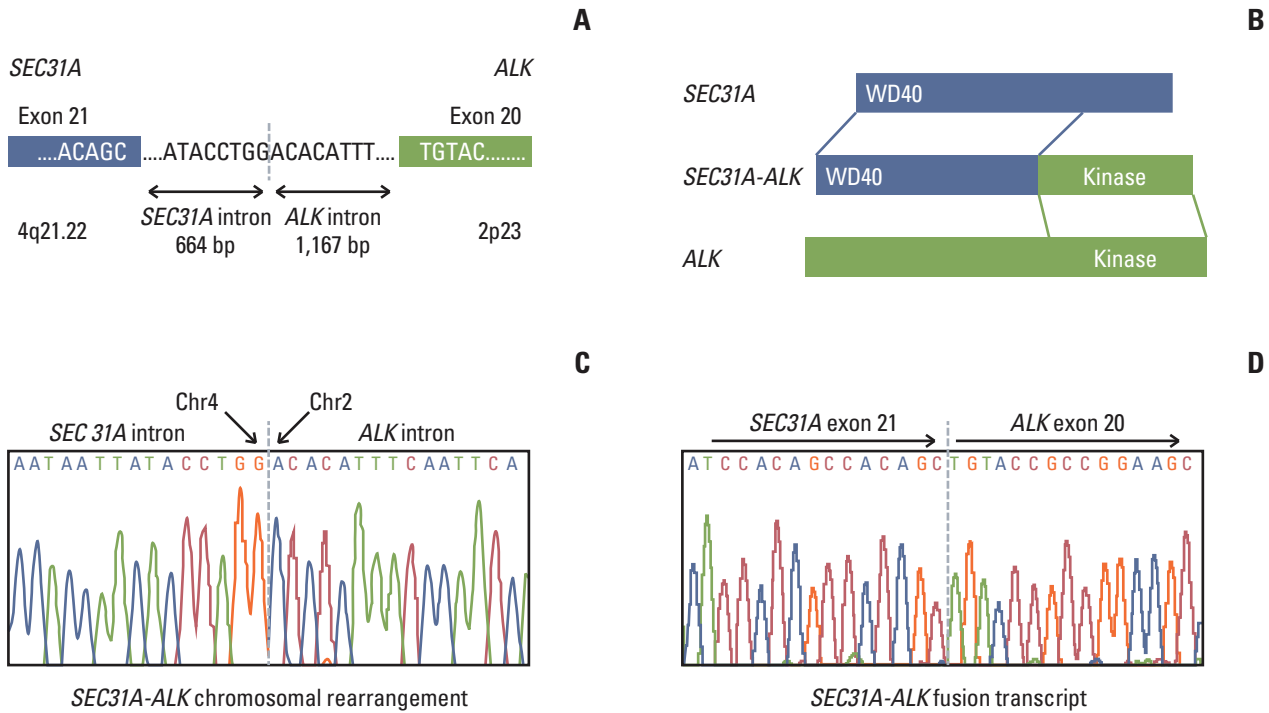 A
SEC31A ALK
Exon 21 Exon 20
....ACAGC ....ATACCTGGACACATTT.... TGTAC........
SEC31A intron ALK intron
4q21.22 664 bp 1,167 bp 2p23
B
SEC31A WD40
SEC31A-ALK WD40 Kinase
ALK Kinase
C
Chr4 Chr2
SEC 31A intron ALK intron
A A T A A T T A T A C C T G G A C A C A T T T C A A T T C A
SEC31A-ALK chromosomal rearrangement
D
SEC31A exon 21 ALK exon 20
A T C C A C A G C C A C A G C T G T A C C G C C G G A A G C
SEC31A-ALK fusion transcript